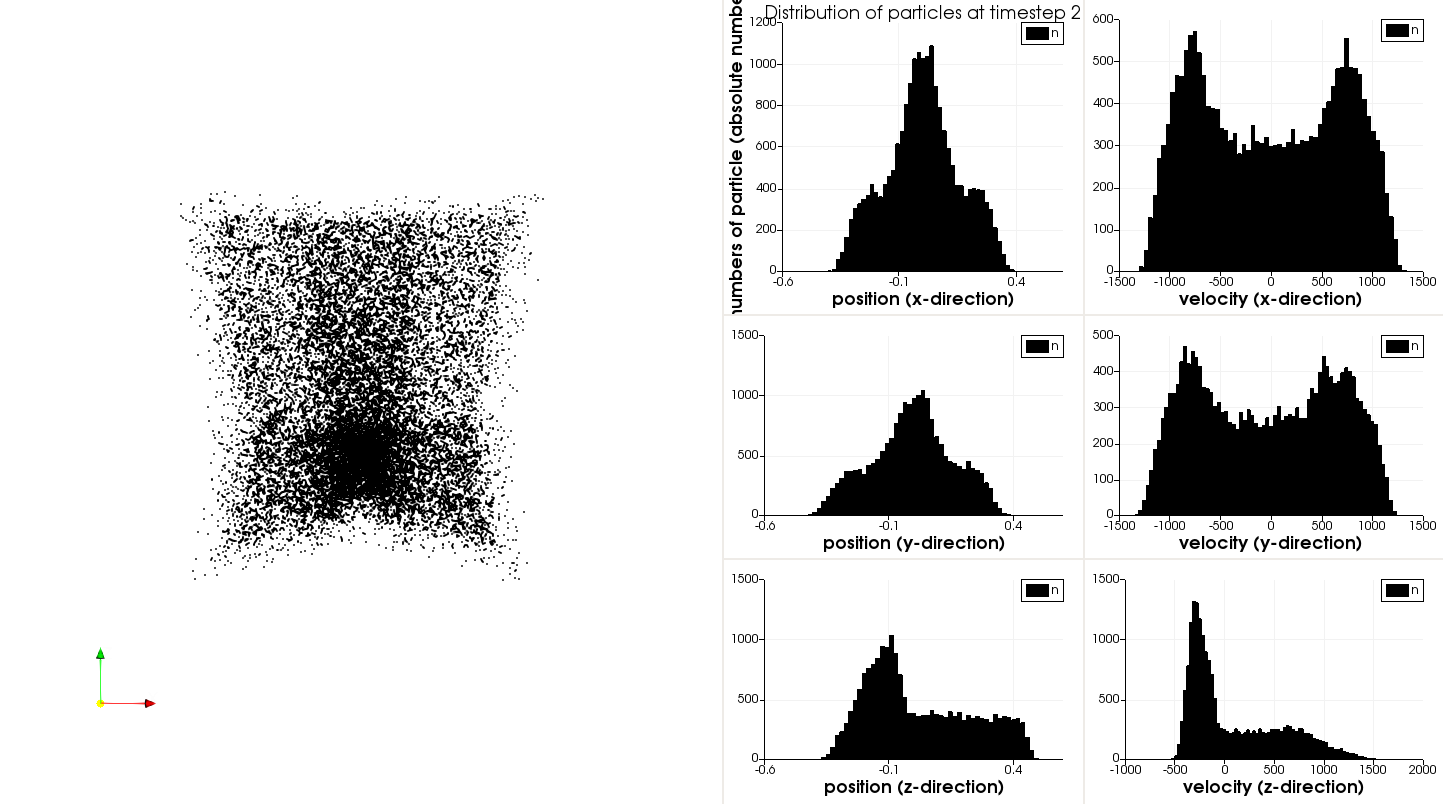 Distribution of particles at timestep 2
numbers of particle (absolute numbe
1200
1000
800
600
400
200
0
-0.6 -0.1 0.4
position (x-direction)
n
600
500
400
300
200
100
0
-1500 -1000 -500 0 500 1000 1500
velocity (x-direction)
n
1500
1000
500
0
-0.6 -0.1 0.4
position (y-direction)
n
500
400
300
200
100
0
-1500 -1000 -500 0 500 1000 1500
velocity (y-direction)
n
1500
1000
500
0
-0.6 -0.1 0.4
position (z-direction)
n
1500
1000
500
0
-1000 -500 0 500 1000 1500 2000
velocity (z-direction)
n